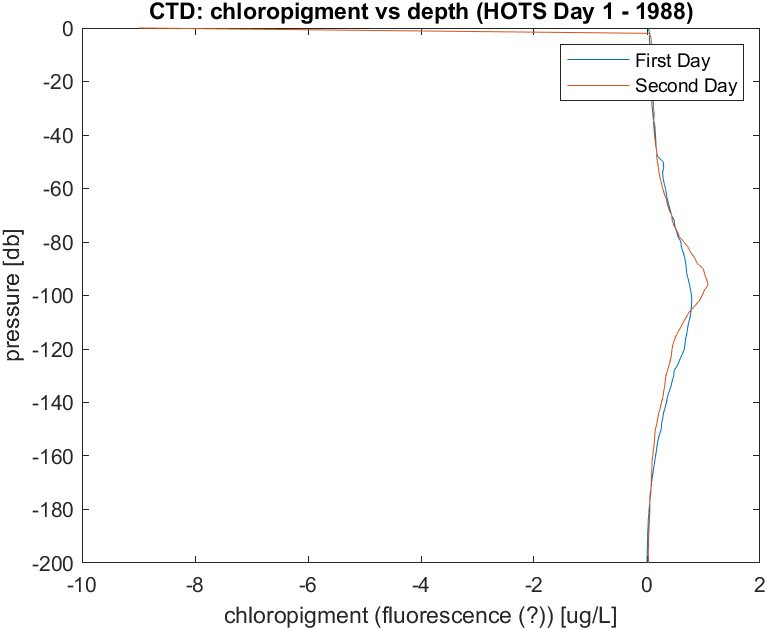 CTD: chloropigment vs depth (HOTS Day 1 - 1988)
First Day
Second Day
0
-20
-40
-60
-80
-100
-120
-140
-160
-180
-200
pressure [db]
-10 -8 -6 -4 -2 0 2
chloropigment (fluorescence (?)) [ug/L]